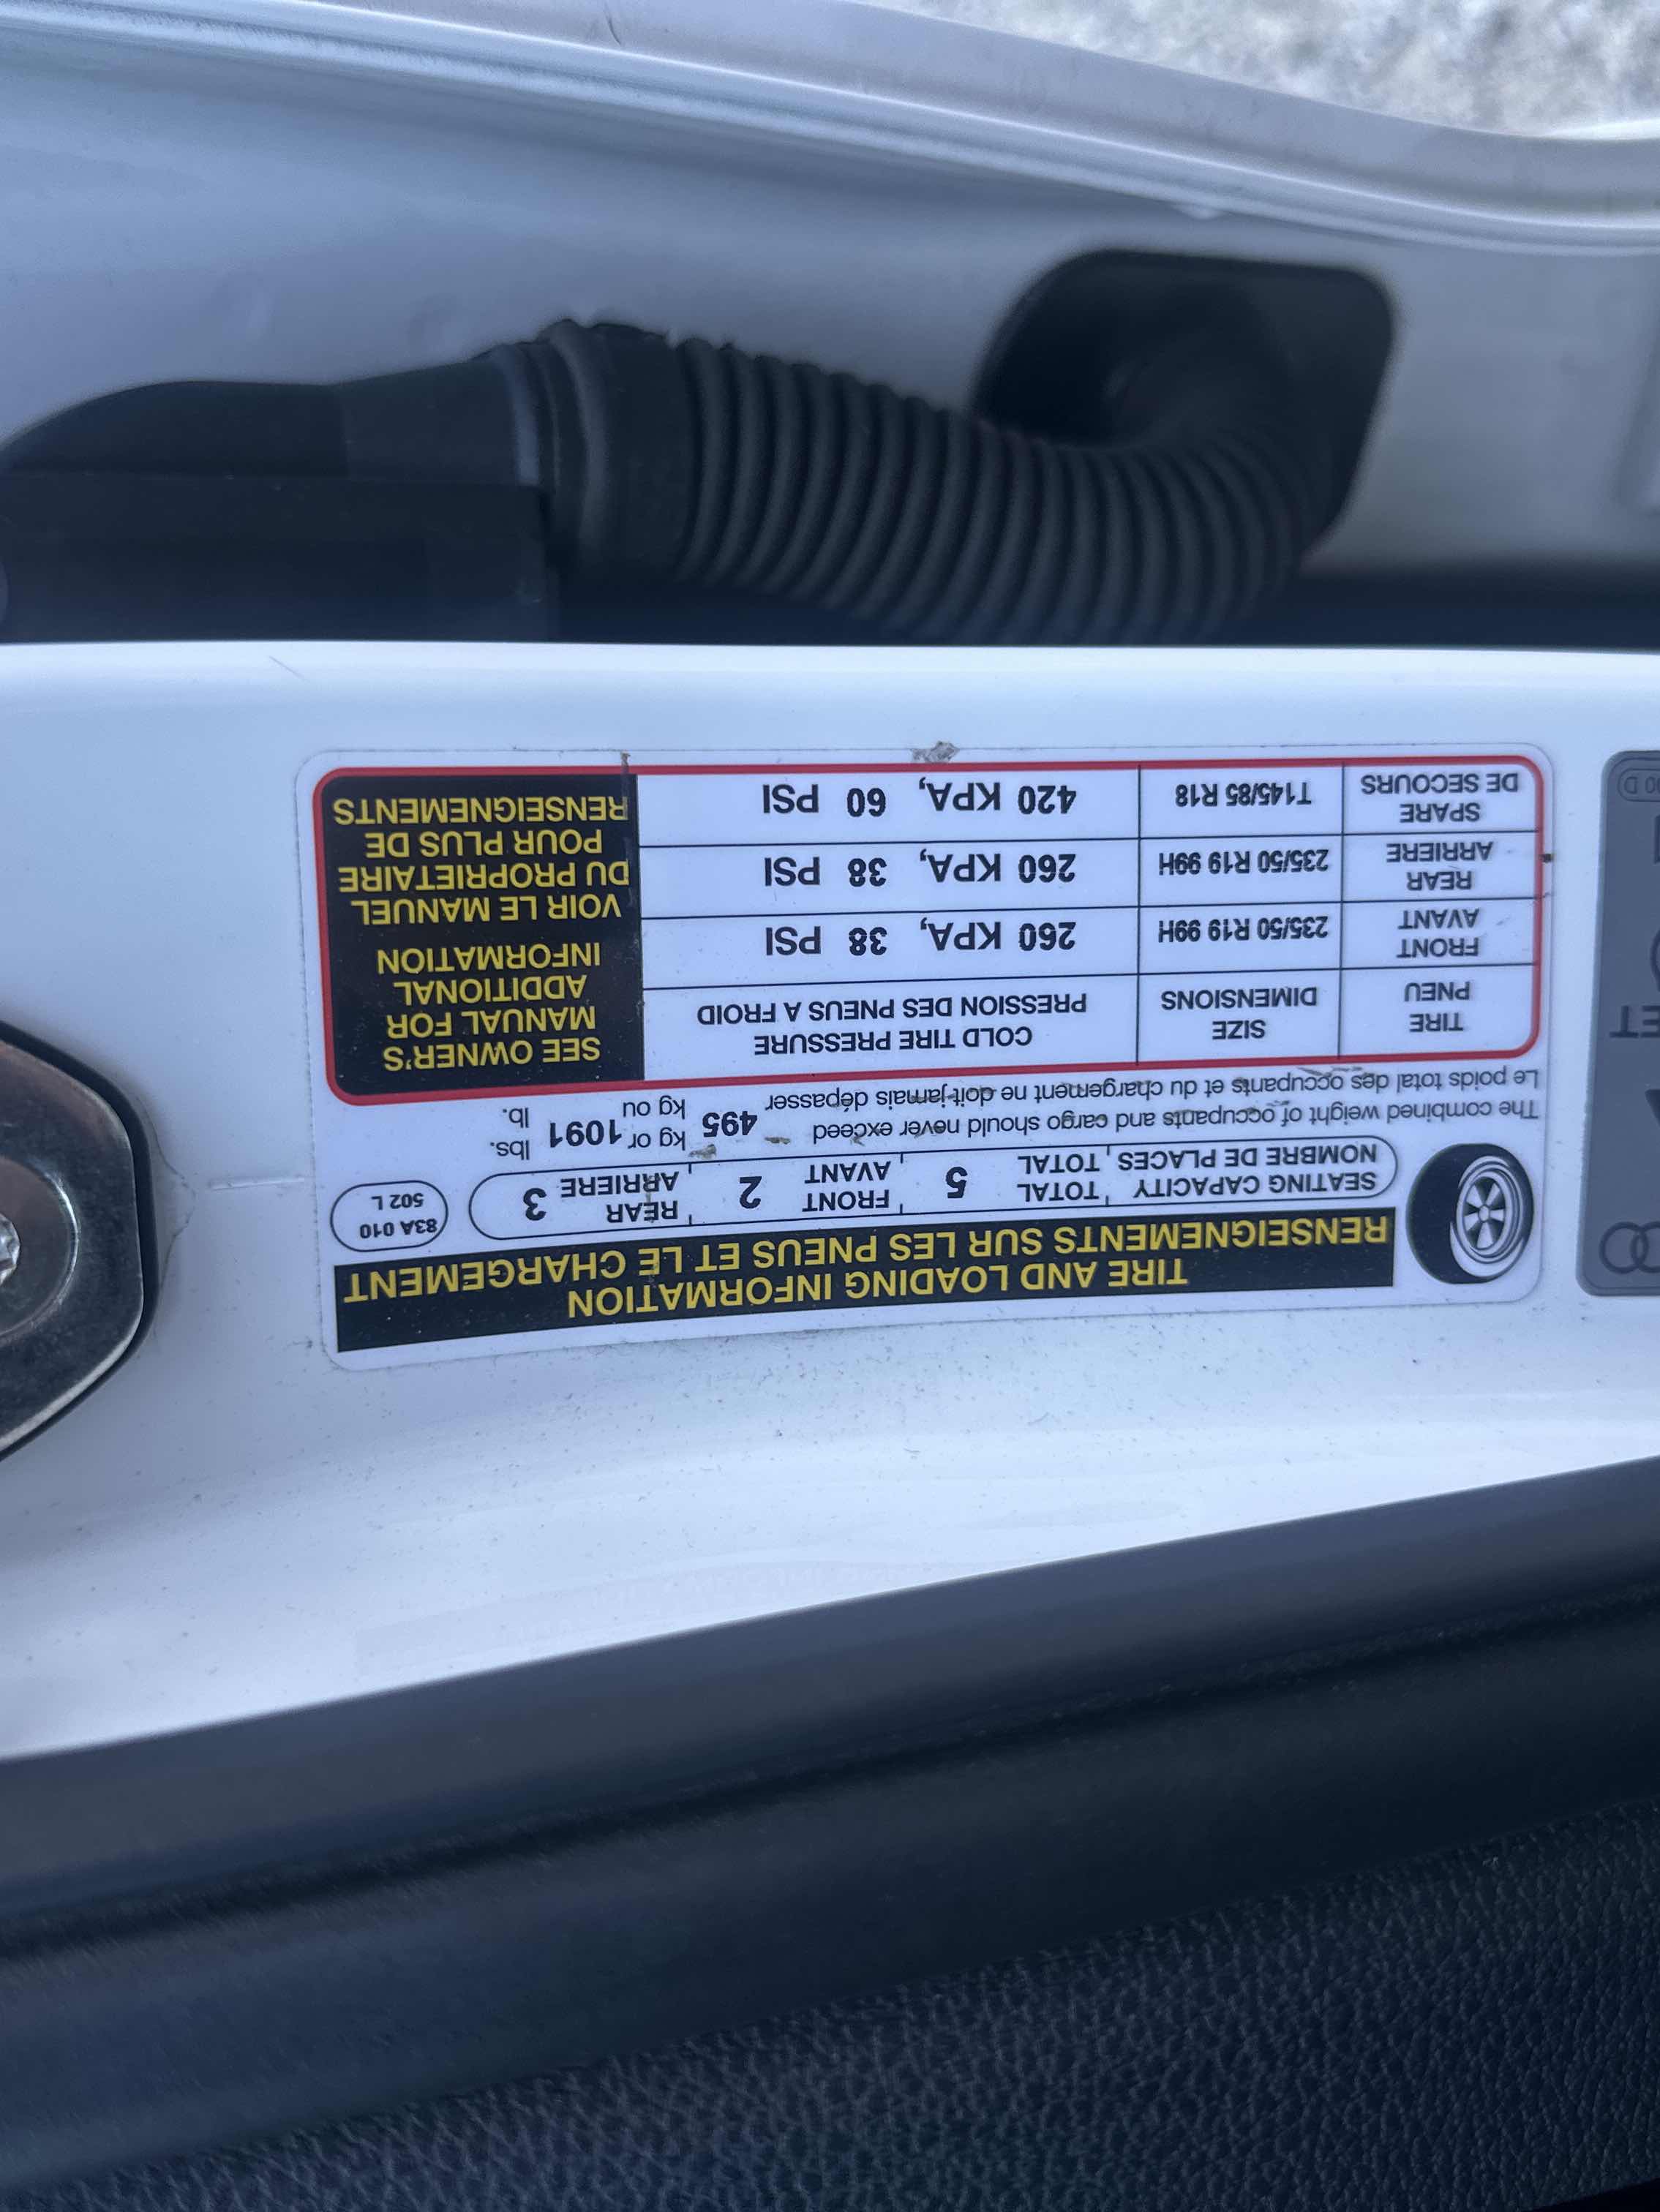 TIRE AND LOADING INFORMATION
RENSEIGNEMENTS SUR LES PNEUS ET LE CHARGEMENT
SEATING CAPACITY TOTAL 5 FRONT 2 REAR 3
NOMBRE DE PLACES TOTAL AVANT ARRIERE
83A 010
502 L
The combined weight of occupants and cargo should never exceed 495 kg or 1091 lbs.
Le poids total des occupants et du chargement ne doit jamais dépasser kg ou lb.
TIRE SIZE COLD TIRE PRESSURE
PNEU DIMENSIONS PRESSION DES PNEUS A FROID
FRONT
AVANT 235/50 R19 99H 260 KPA, 38 PSI
REAR
ARRIERE 235/50 R19 99H 260 KPA, 38 PSI
SPARE
DE SECOURS T145/85 R18 420 KPA, 60 PSI
SEE OWNER'S
MANUAL FOR
ADDITIONAL
INFORMATION
VOIR LE MANUEL
DU PROPRIETAIRE
POUR PLUS DE
RENSEIGNEMENTS